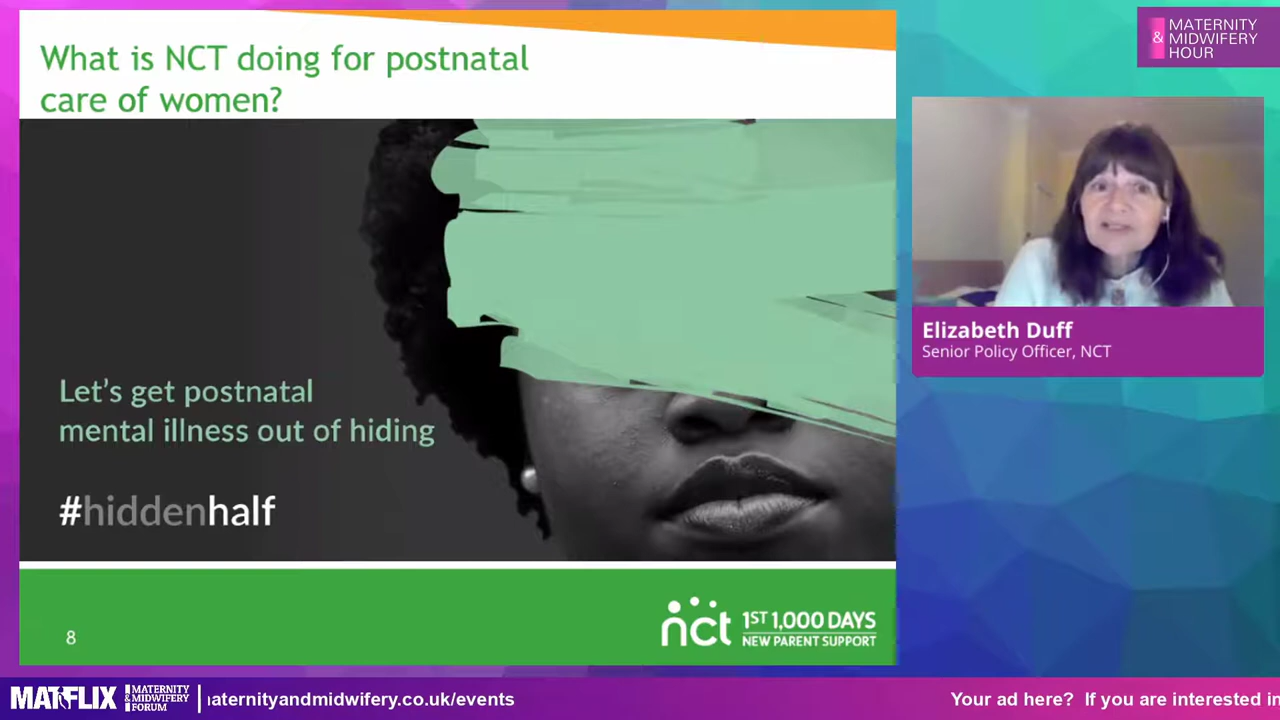 What is NCT doing for postnatal
care of women?
Let's get postnatal
mental illness out of hiding
#hiddenhalf
8
nct 1ST 1,000 DAYS
NEW PARENT SUPPORT
MATERNITY
& MIDWIFERY
HOUR
Elizabeth Duff
Senior Policy Officer, NCT
MATFLIX
MATERNITY
& MIDWIFERY
FORUM
aternityandmidwifery.co.uk/events
Your ad here? If you are interested in